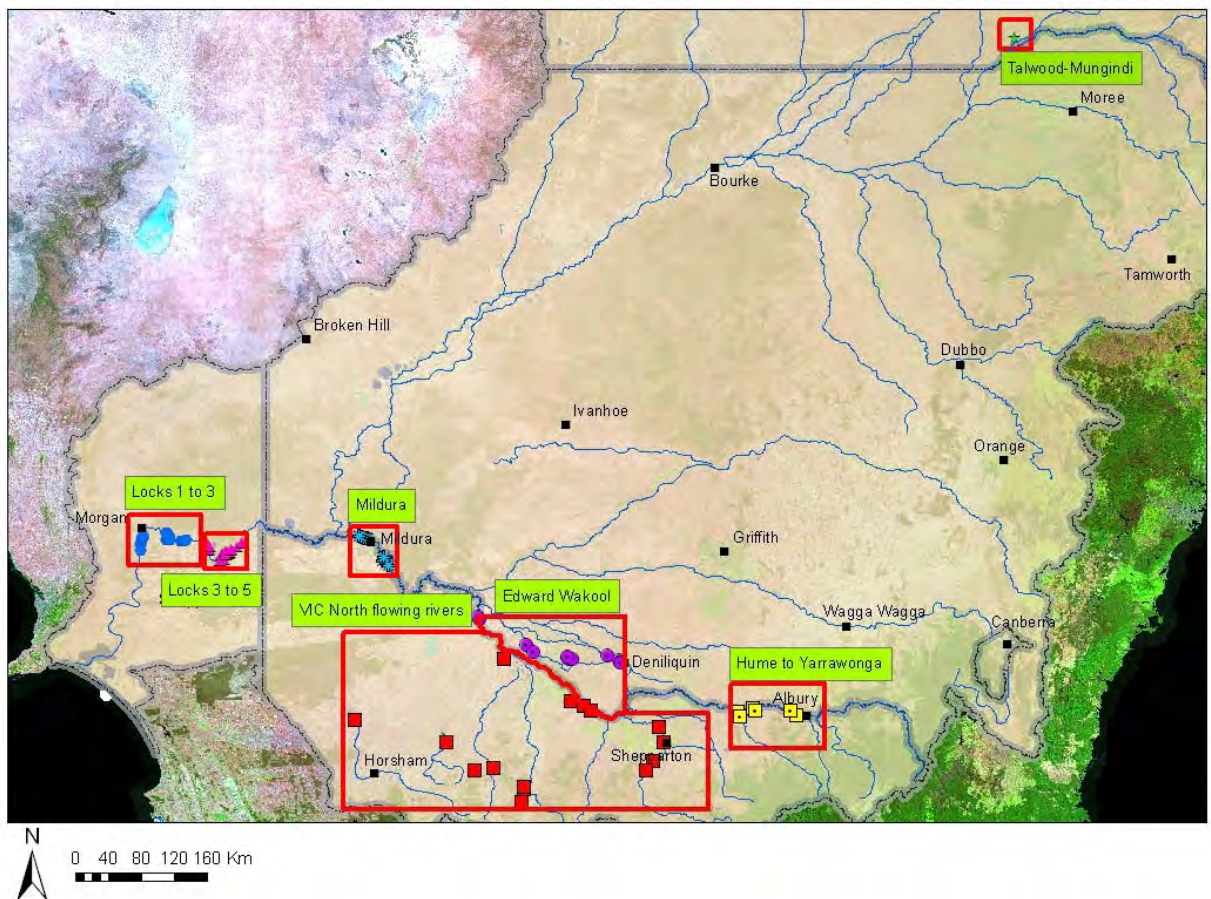 Talwood-Mungindi
Moree
Bourke
Tamworth
Broken Hill
Dubbo
Ivanhoe
Orange
Locks 1 to 3
Mildura
Morgan
Mildura
Griffith
Locks 3 to 5
VIC North flowing rivers
Edward Wakool
Wagga Wagga
Canberra
Deniliquin
Hume to Yarrawonga
Albury
Horsham
Shepparton
N
0 40 80 120 160 Km